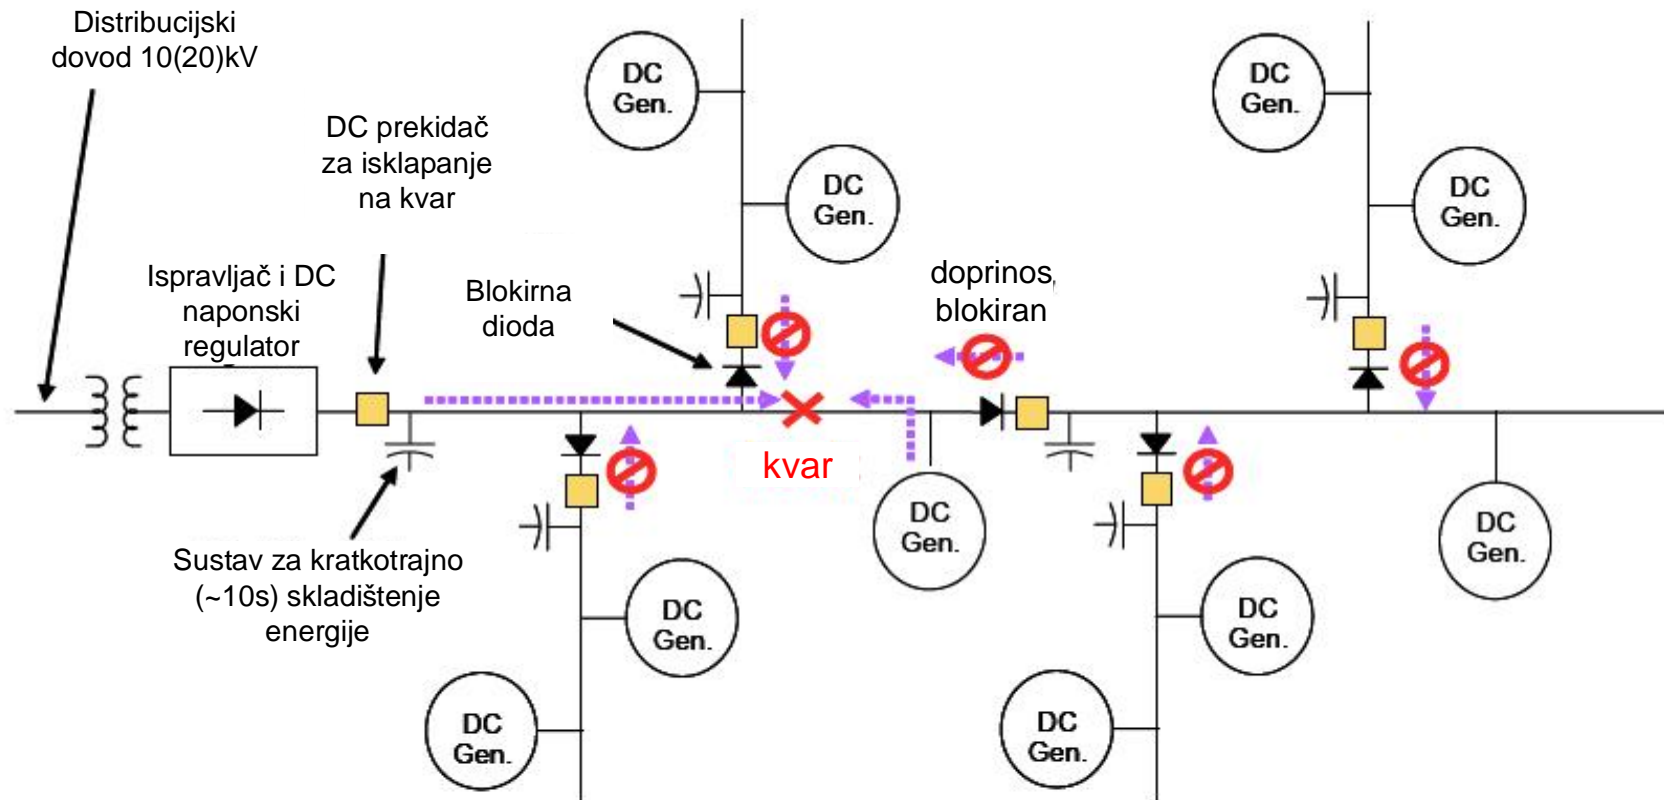 Distribucijski
dovod 10(20)kV
DC prekidač
za isklapanje
na kvar
Ispravljač i DC
naponski
regulator
Blokirna
dioda
doprinos
blokiran
kvar
Sustav za kratkotrajno
(~10s) skladištenje
energije
DC
Gen.
DC
Gen.
DC
Gen.
DC
Gen.
DC
Gen.
DC
Gen.
DC
Gen.
DC
Gen.
DC
Gen.
DC
Gen.